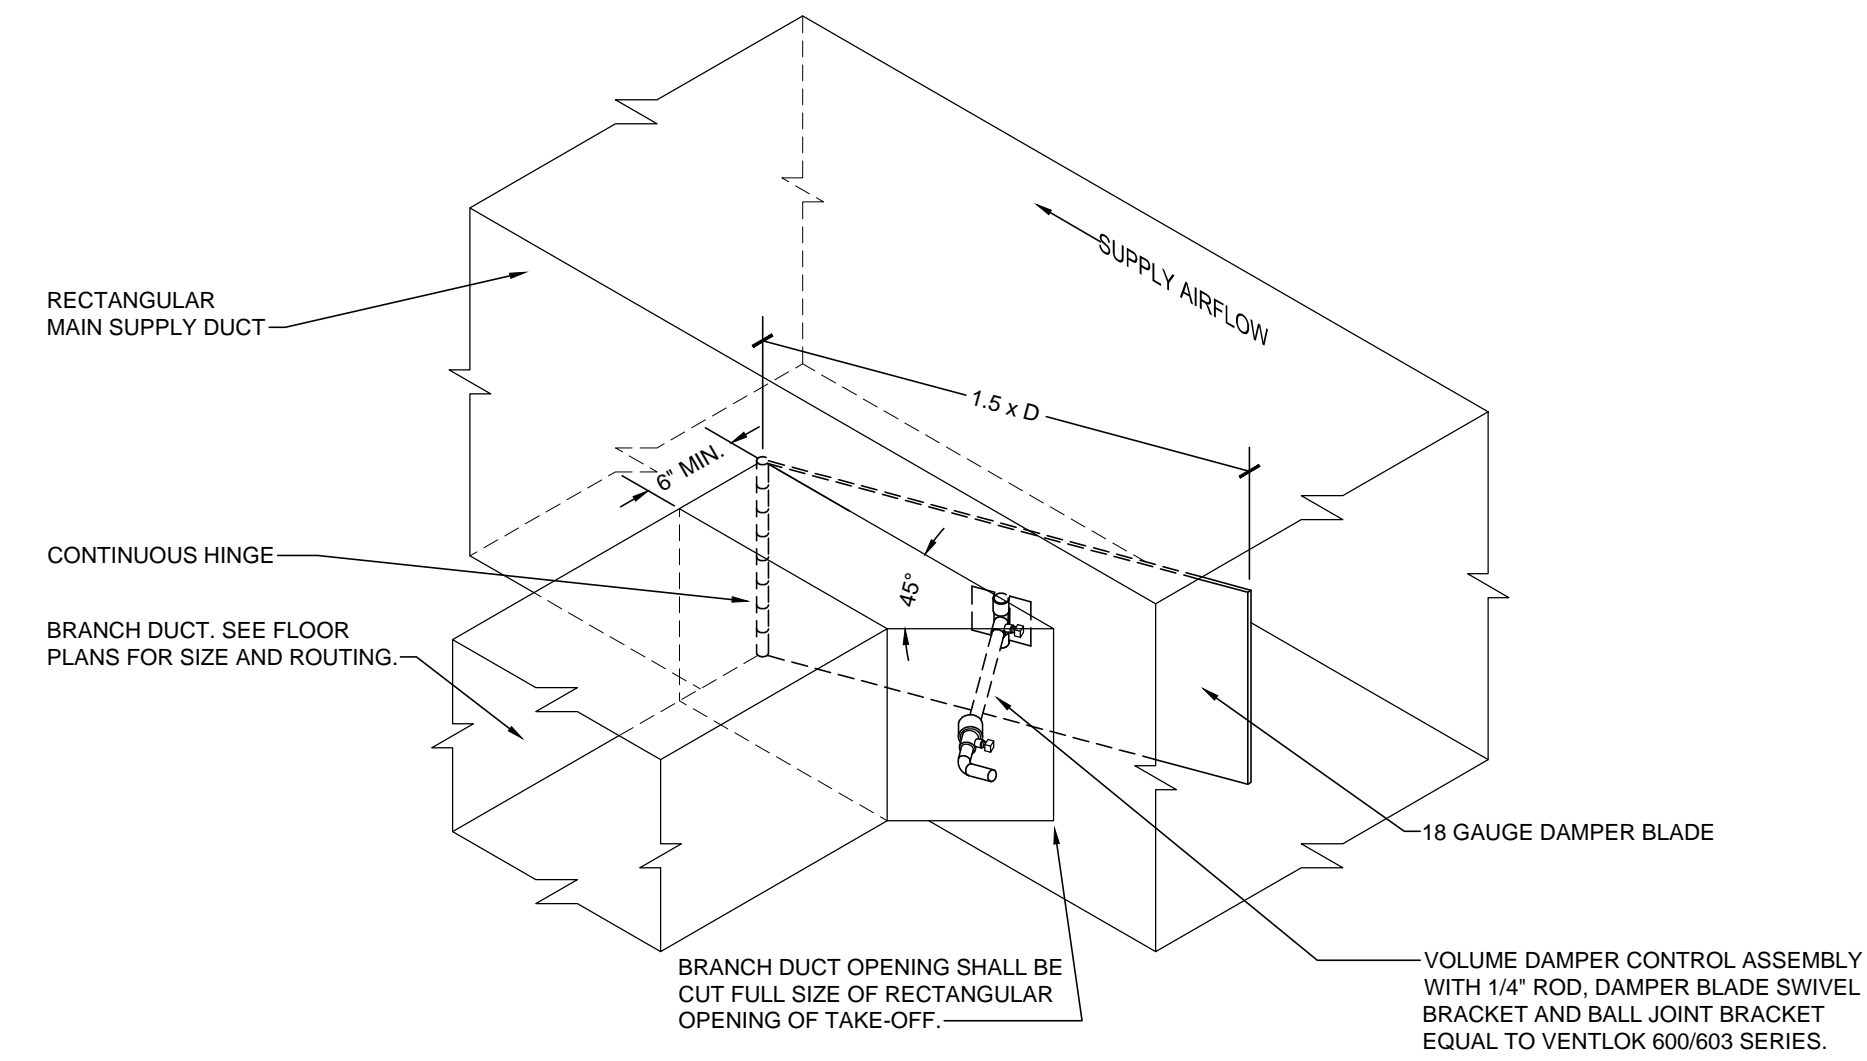 SUPPLY AIRFLOW
RECTANGULAR
MAIN SUPPLY DUCT
1.5 x D
6" MIN.
CONTINUOUS HINGE
45°
BRANCH DUCT. SEE FLOOR
PLANS FOR SIZE AND ROUTING.
18 GAUGE DAMPER BLADE
BRANCH DUCT OPENING SHALL BE
CUT FULL SIZE OF RECTANGULAR
OPENING OF TAKE-OFF.
VOLUME DAMPER CONTROL ASSEMBLY
WITH 1/4" ROD, DAMPER BLADE SWIVEL
BRACKET AND BALL JOINT BRACKET
EQUAL TO VENTLOK 600/603 SERIES.